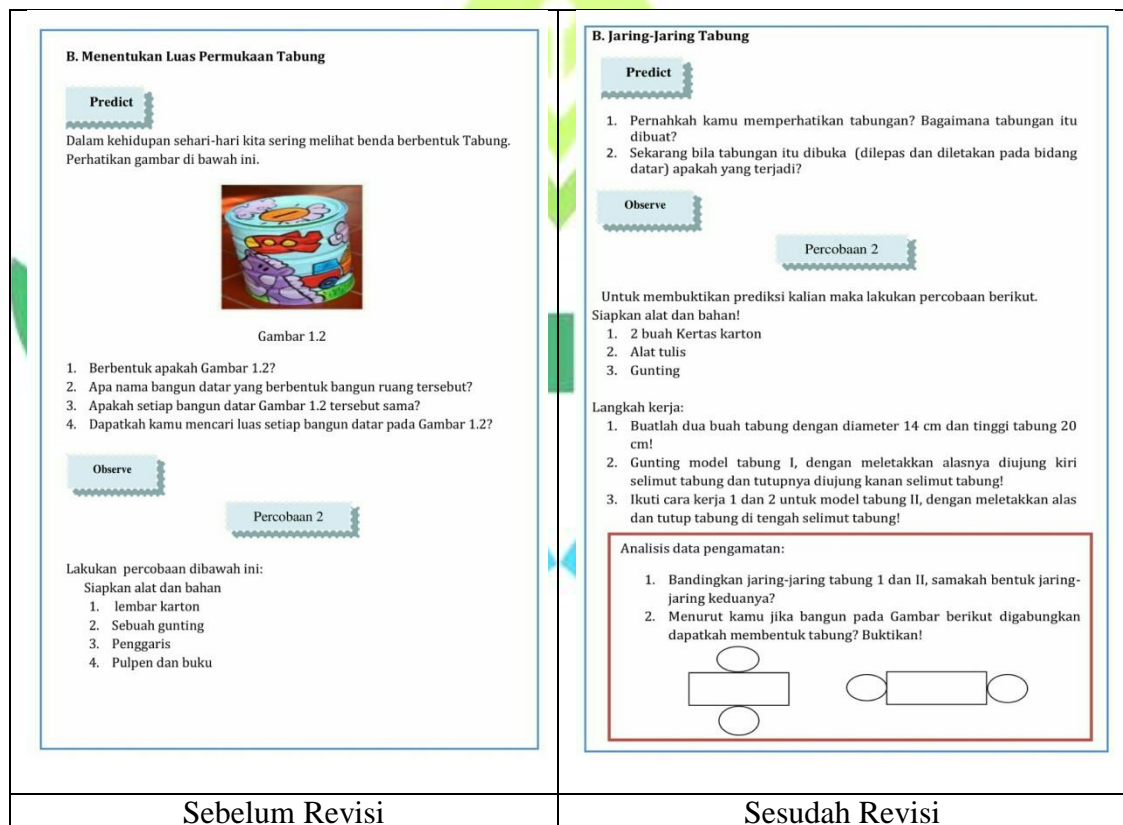 B. Menentukan Luas Permukaan Tabung
Predict
Dalam kehidupan sehari-hari kita sering melihat benda berbentuk Tabung.
Perhatikan gambar di bawah ini.
Gambar 1.2
1. Berbentuk apakah Gambar 1.2?
2. Apa nama bangun datar yang berbentuk bangun ruang tersebut?
3. Apakah setiap bangun datar Gambar 1.2 tersebut sama?
4. Dapatkah kamu mencari luas setiap bangun datar pada Gambar 1.2?
Observe
Percobaan 2
Lakukan percobaan dibawah ini:
Siapkan alat dan bahan
1. lembar karton
2. Sebuah gunting
3. Penggaris
4. Pulpen dan buku
Sebelum Revisi
B. Jaring-Jaring Tabung
Predict
1. Pernahkah kamu memperhatikan tabungan? Bagaimana tabungan itu
dibuat?
2. Sekarang bila tabungan itu dibuka (dilepas dan diletakan pada bidang
datar) apakah yang terjadi?
Observe
Percobaan 2
Untuk membuktikan prediksi kalian maka lakukan percobaan berikut.
Siapkan alat dan bahan!
1. 2 buah Kertas karton
2. Alat tulis
3. Gunting
Langkah kerja:
1. Buatlah dua buah tabung dengan diameter 14 cm dan tinggi tabung 20
cm!
2. Gunting model tabung I, dengan meletakkan alasnya diujung kiri
selimut tabung dan tutupnya diujung kanan selimut tabung!
3. Ikuti cara kerja 1 dan 2 untuk model tabung II, dengan meletakkan alas
dan tutup tabung di tengah selimut tabung!
Analisis data pengamatan:
1. Bandingkan jaring-jaring tabung 1 dan II, samakah bentuk jaring-
jaring keduanya?
2. Menurut kamu jika bangun pada Gambar berikut digabungkan
dapatkah membentuk tabung? Buktikan!
Sesudah Revisi